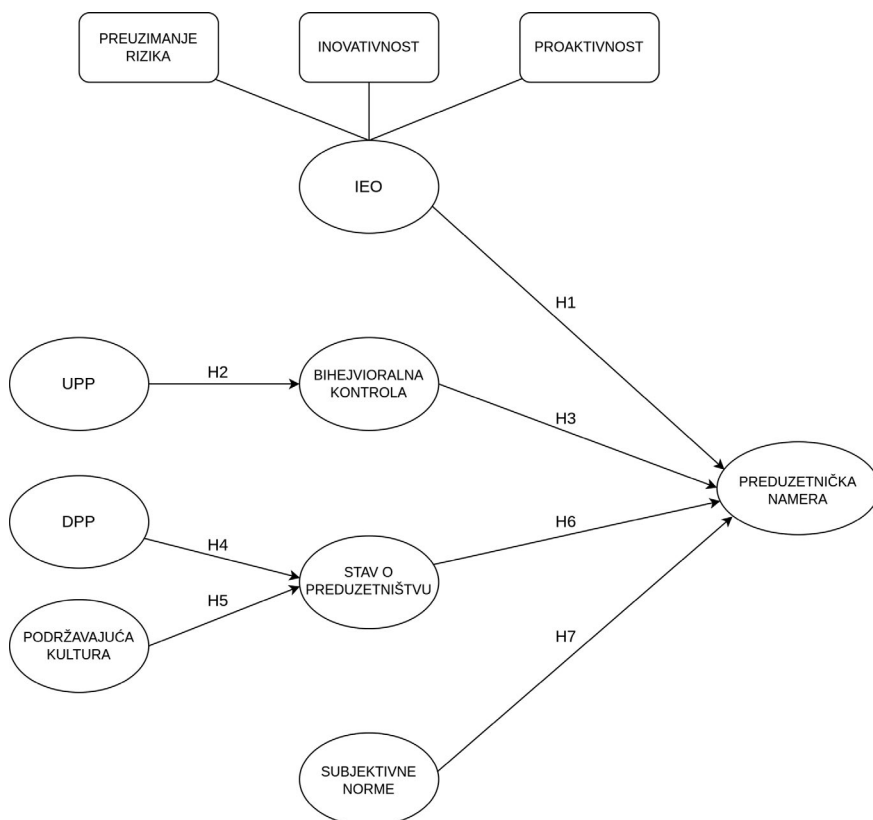 PREUZIMANJE
RIZIKA
INOVATIVNOST
PROAKTIVNOST
IEO
H1
UPP
H2
BIHEJVIORALNA
KONTROLA
H3
PREDUZETNIČKA
NAMERA
DPP
H4
H6
STAV O
PREDUZETNIŠTVU
H5
PODRŽAVAJUĆA
KULTURA
H7
SUBJEKTIVNE
NORME